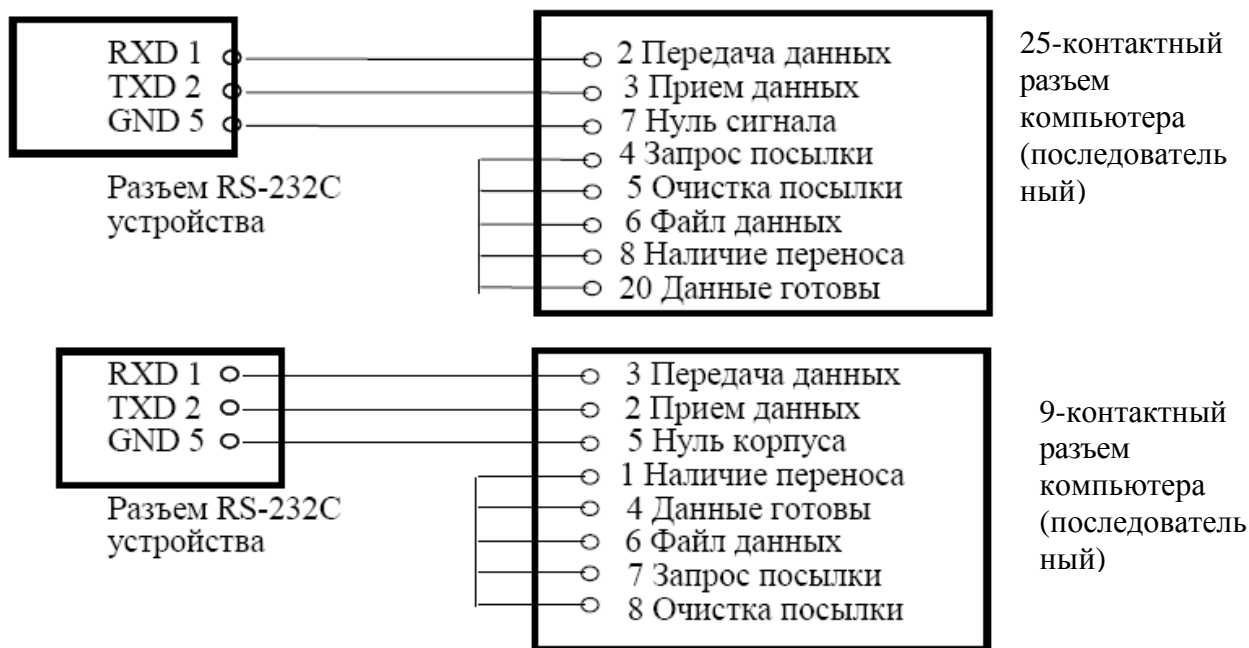 RXD 1
TXD 2
GND 5
Разъем RS-232C
устройства
2 Передача данных
3 Прием данных
7 Нуль сигнала
4 Запрос посылки
5 Очистка посылки
6 Файл данных
8 Наличие переноса
20 Данные готовы
25-контактный
разъем
компьютера
(последователь
ный)
RXD 1
TXD 2
GND 5
Разъем RS-232C
устройства
3 Передача данных
2 Прием данных
5 Нуль корпуса
1 Наличие переноса
4 Данные готовы
6 Файл данных
7 Запрос посылки
8 Очистка посылки
9-контактный
разъем
компьютера
(последователь
ный)